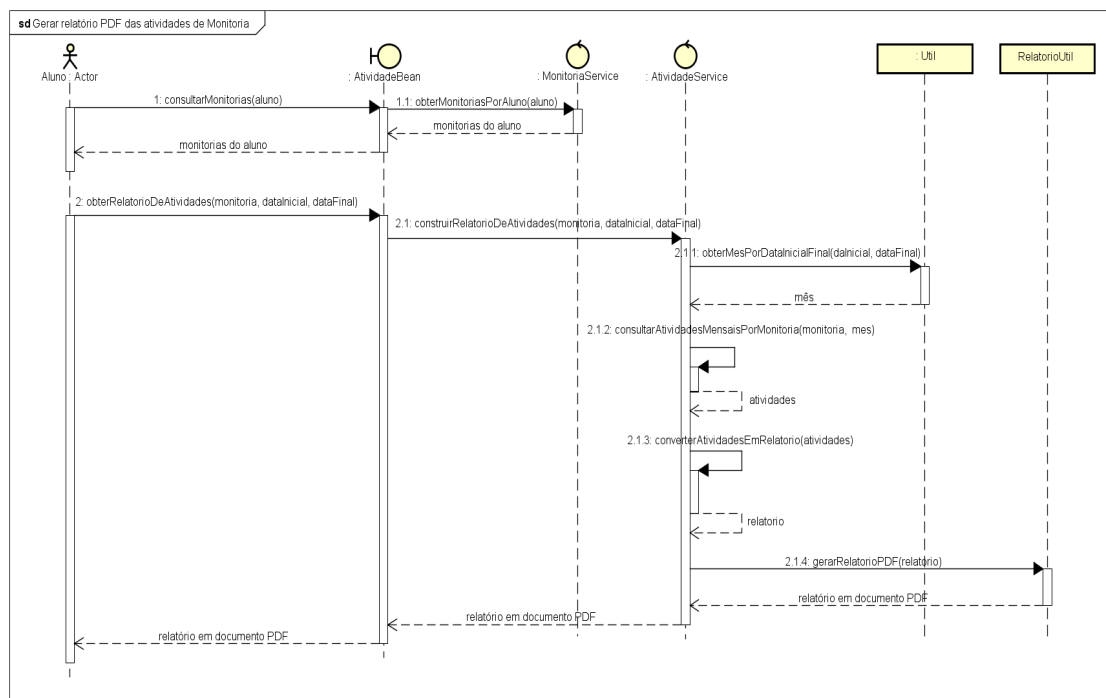 sd Gerar relatório PDF das atividades de Monitoria
Aluno : Actor
: AtividadeBean
: MonitoriaService
: AtividadeService
: Util
RelatorioUtil
1: consultarMonitorias(aluno)
1.1: obterMonitoriasPorAluno(aluno)
monitorias do aluno
monitorias do aluno
2: obterRelatorioDeAtividades(monitoria, dataInicial, dataFinal)
2.1: construirRelatorioDeAtividades(monitoria, dataInicial, dataFinal)
2.1.1: obterMesPorDataInicialFinal(daInicial, dataFinal)
mês
2.1.2: consultarAtividadesMensaisPorMonitoria(monitoria, mes)
atividades
2.1.3: converterAtividadesEmRelatorio(atividades)
relatorio
2.1.4: gerarRelatorioPDF(relatório)
relatório em documento PDF
relatório em documento PDF
relatório em documento PDF